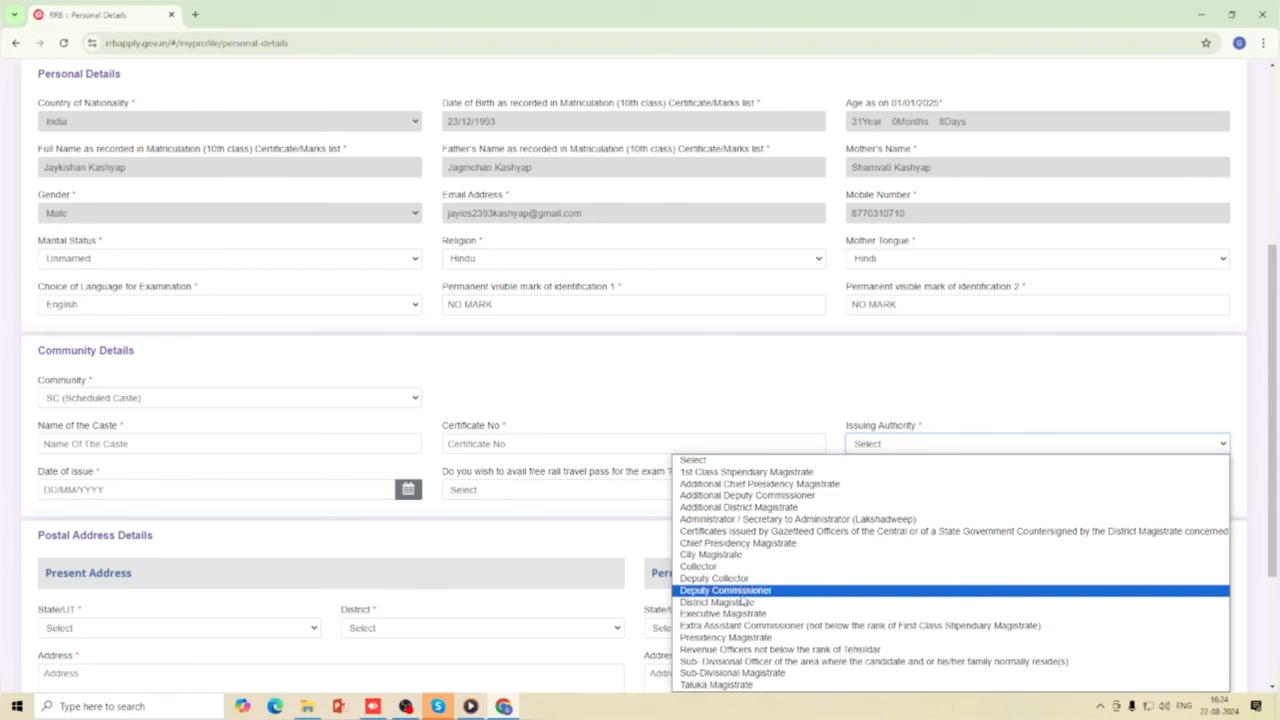 RRB :: Personal Details
rrbapply.gov.in/#/myprofile/personal-details
G
Personal Details
Country of Nationality *
Date of Birth as recorded in Matriculation (10th class) Certificate/Marks list *
Age as on 01/01/2025*
India
23/12/1993
31Year 0Months 8Days
Full Name as recorded in Matriculation (10th class) Certificate/Marks list *
Father's Name as recorded in Matriculation (10th class) Certificate/Marks list *
Mother's Name *
Jaykishan Kashyap
Jagmohan Kashyap
Shamvati Kashyap
Gender *
Email Address *
Mobile Number *
Male
jayies2393kashyap@gmail.com
8770310710
Marital Status *
Religion *
Mother Tongue *
Unmarried
Hindu
Hindi
Choice of Language for Examination *
Permanent visible mark of identification 1 *
Permanent visible mark of identification 2 *
English
NO MARK
NO MARK
Community Details
Community *
SC (Scheduled Caste)
Name of the Caste *
Certificate No *
Issuing Authority *
Name Of The Caste
Certificate No
Select
Date of issue *
Do you wish to avail free rail travel pass for the exam ?
DD/MM/YYYY
Select
Select
1st Class Stipendiary Magistrate
Additional Chief Presidency Magistrate
Additional Deputy Commissioner
Additional District Magistrate
Administrator / Secretary to Administrator (Lakshadweep)
Certificates issued by Gazetteed Officers of the Central or of a State Government Countersigned by the District Magistrate concerned
Chief Presidency Magistrate
City Magistrate
Collector
Deputy Collector
Deputy Commissioner
District Magistrate
Executive Magistrate
Extra Assistant Commissioner (not below the rank of First Class Stipendiary Magistrate)
Presidency Magistrate
Revenue Officers not below the rank of Tehsildar
Sub- Divisional Officer of the area where the candidate and or his/her family normally reside(s)
Sub-Divisional Magistrate
Taluka Magistrate
Postal Address Details
Present Address
Peri
State/UT *
District *
State/U
Select
Select
Sele
Address *
Addres
Address
Addr
Type here to search
ENG
16:24
22-08-2024